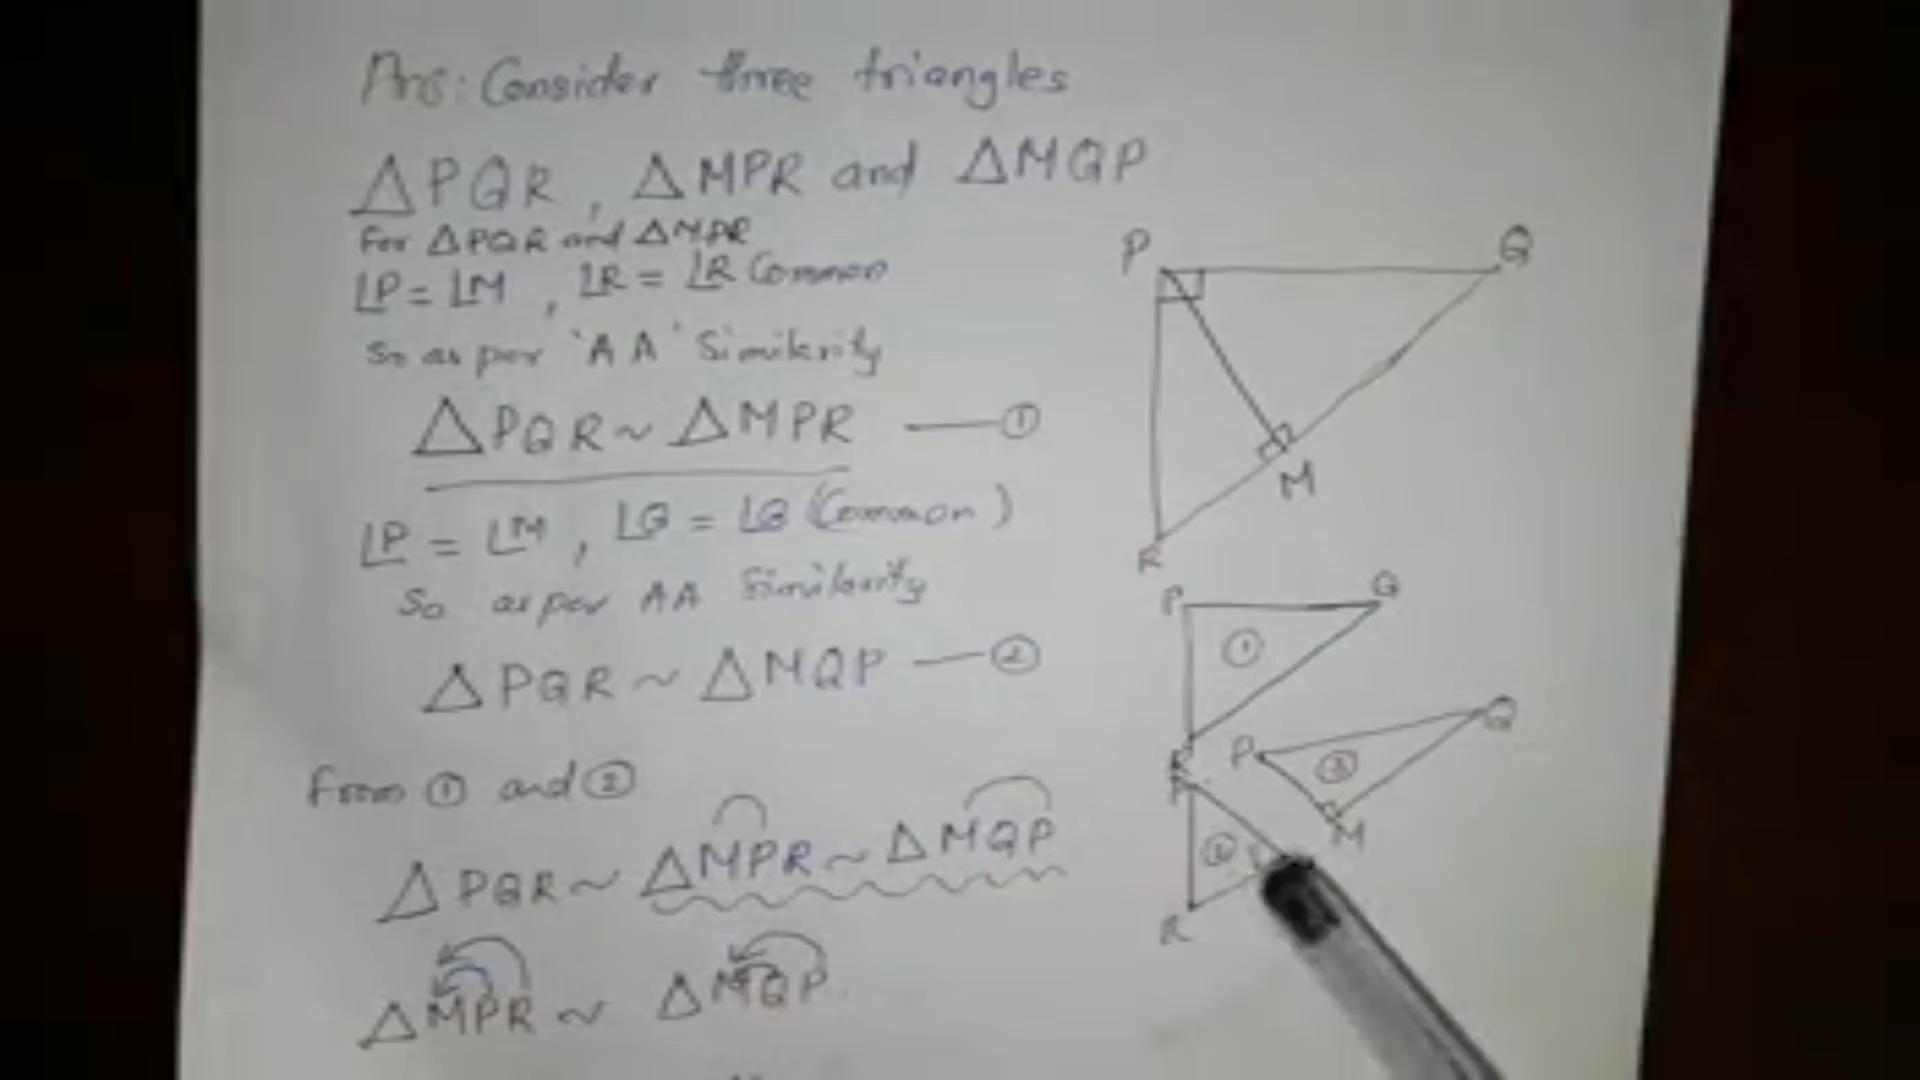 Ans: Consider three triangles
△PQR, △MPR and △MQP
For △PQR and △MPR
∠P = ∠M, ∠R = ∠R Common
So as per 'AA' Similarity
△PQR ~ △MPR — ①
∠P = ∠M, ∠Q = ∠Q (Common)
So as per AA Similarity
△PQR ~ △MQP — ②
from ① and ②
△PQR ~ △MPR ~ △MQP
△MPR ~ △MQP
P Q
M
R
P Q
①
R
P Q
③
M
P
②
R